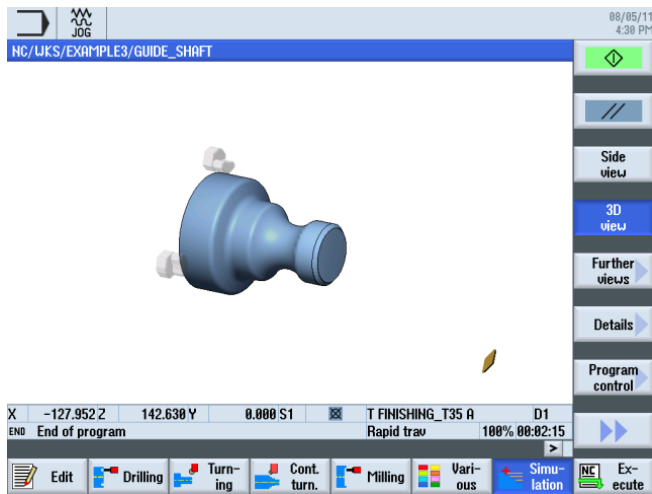 08/05/11
4:30 PM
JOG
NC/WKS/EXAMPLE3/GUIDE_SHAFT
Side
view
3D
view
Further
views
Details
Program
control
X -127.952 Z 142.630 Y 0.000 S1 T FINISHING_T35 A D1
END End of program Rapid trav 100% 00:02:15
>
Edit
Drilling
Turn-
ing
Cont.
turn.
Milling
Vari-
ous
Simu-
lation
NC Ex-
ecute